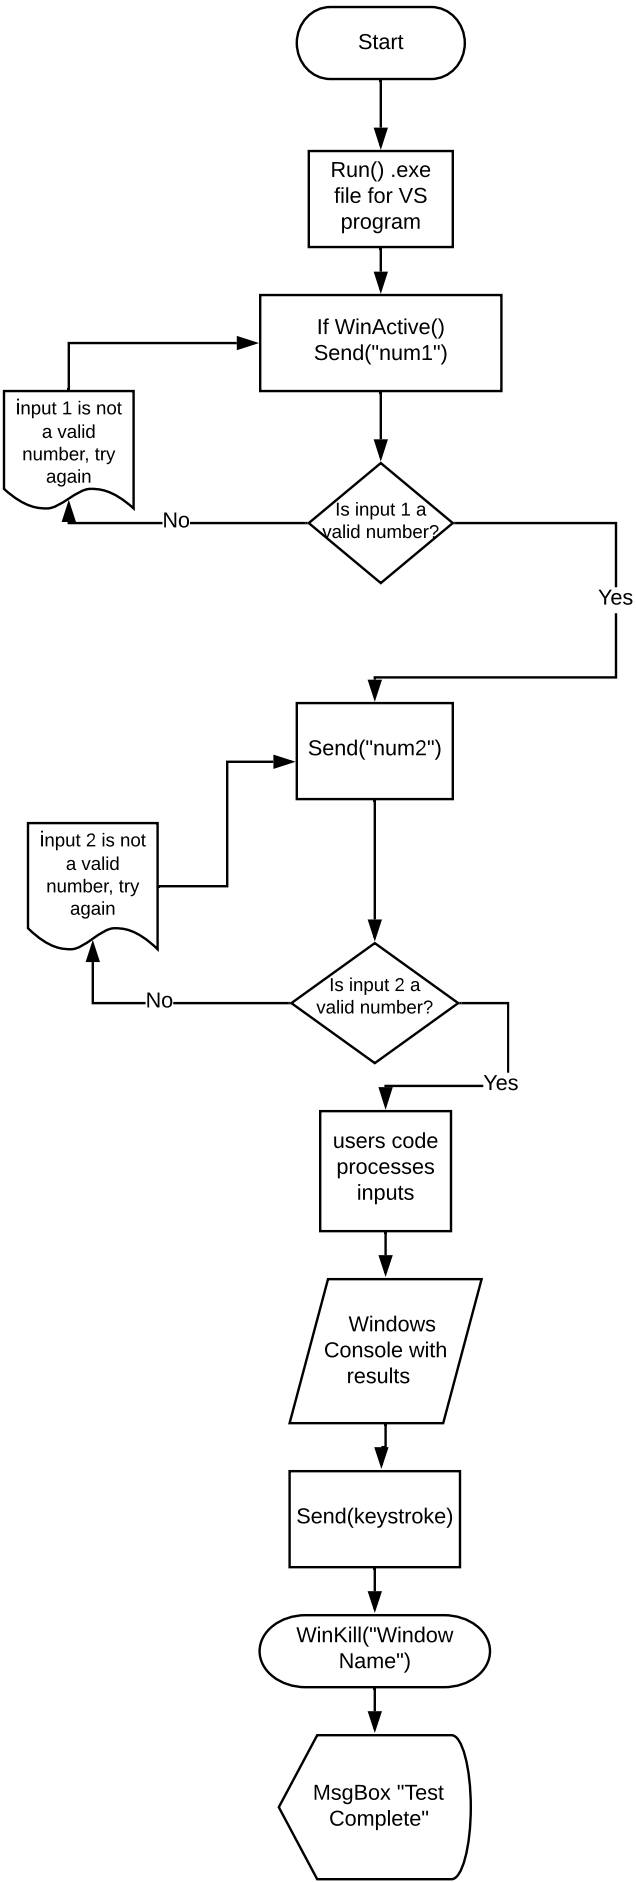 Start
Run() .exe
file for VS
program
If WinActive()
Send("num1")
input 1 is not
a valid
number, try
again
Is input 1 a
valid number?
No
Yes
Send("num2")
input 2 is not
a valid
number, try
again
Is input 2 a
valid number?
No
Yes
users code
processes
inputs
Windows
Console with
results
Send(keystroke)
WinKill("Window
Name")
MsgBox "Test
Complete"